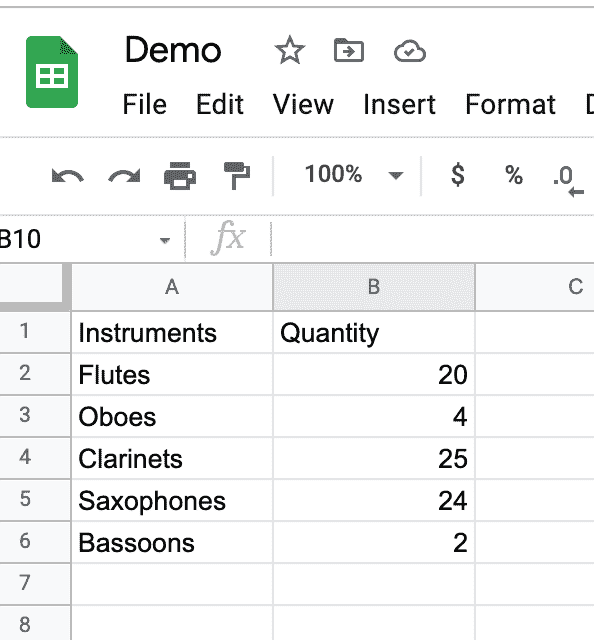 Demo
File Edit View Insert Format
100% $ % .0
B10 fx
A B C
1 Instruments Quantity
2 Flutes 20
3 Oboes 4
4 Clarinets 25
5 Saxophones 24
6 Bassoons 2
7
8